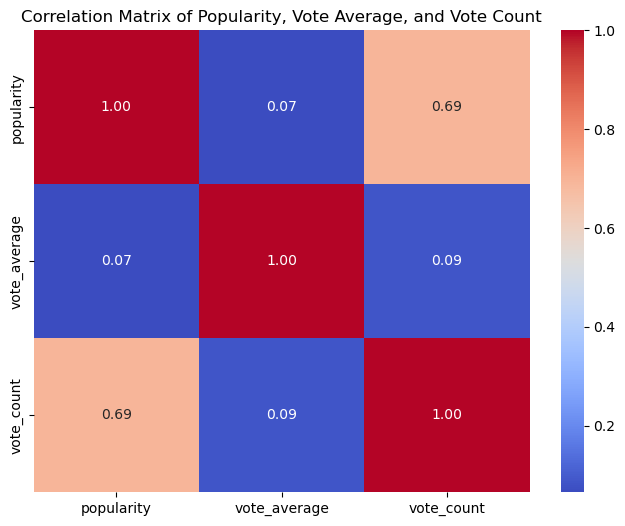 Correlation Matrix of Popularity, Vote Average, and Vote Count
popularity
1.00
0.07
0.69
vote_average
0.07
1.00
0.09
vote_count
0.69
0.09
1.00
popularity
vote_average
vote_count
1.0
0.8
0.6
0.4
0.2